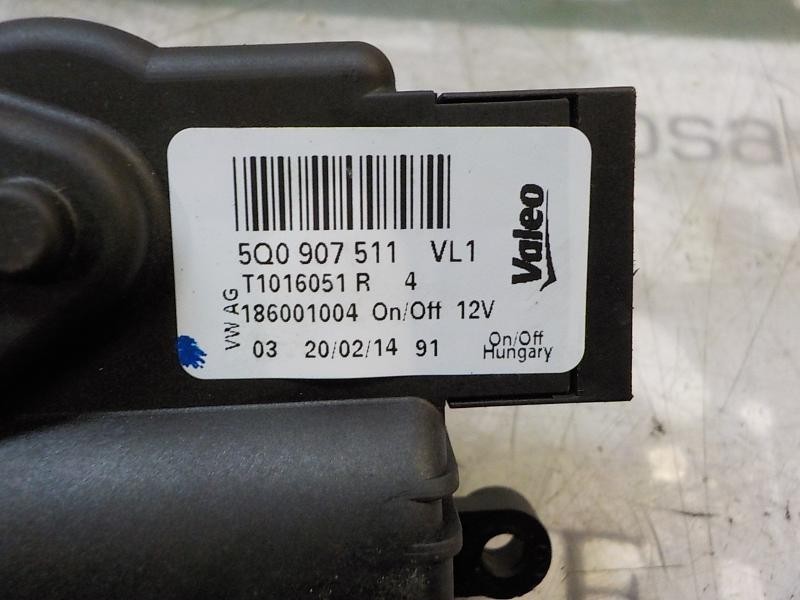 5Q0 907 511 VL1
T1016051 R 4
186001004 On/Off 12V
03 20/02/14 91
VW AG
Valeo
On/Off
Hungary